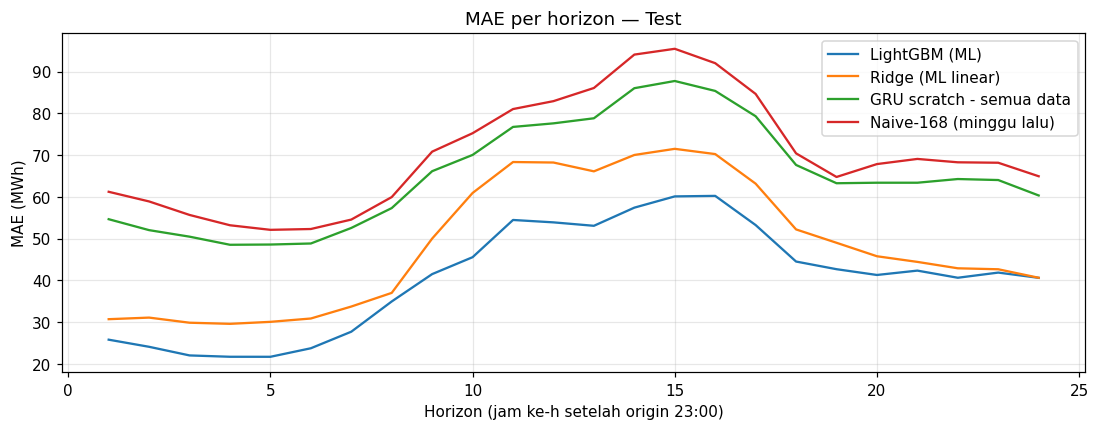 MAE per horizon — Test
LightGBM (ML)
Ridge (ML linear)
GRU scratch - semua data
Naive-168 (minggu lalu)
MAE (MWh)
90
80
70
60
50
40
30
20
0 5 10 15 20 25
Horizon (jam ke-h setelah origin 23:00)